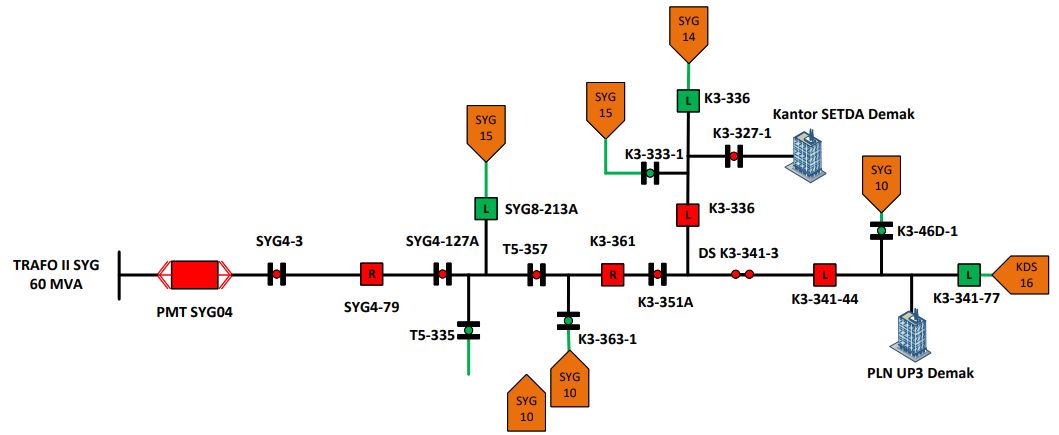 SYG
14
SYG
15
K3-336
Kantor SETDA Demak
SYG
15
K3-327-1
K3-333-1
SYG
10
L
SYG8-213A
L
K3-336
L
K3-46D-1
SYG4-3
SYG4-127A
T5-357
K3-361
DS K3-341-3
TRAFO II SYG
60 MVA
R
R
L
L
KDS
16
PMT SYG04
SYG4-79
K3-351A
K3-341-44
K3-341-77
T5-335
K3-363-1
PLN UP3 Demak
SYG
10
SYG
10